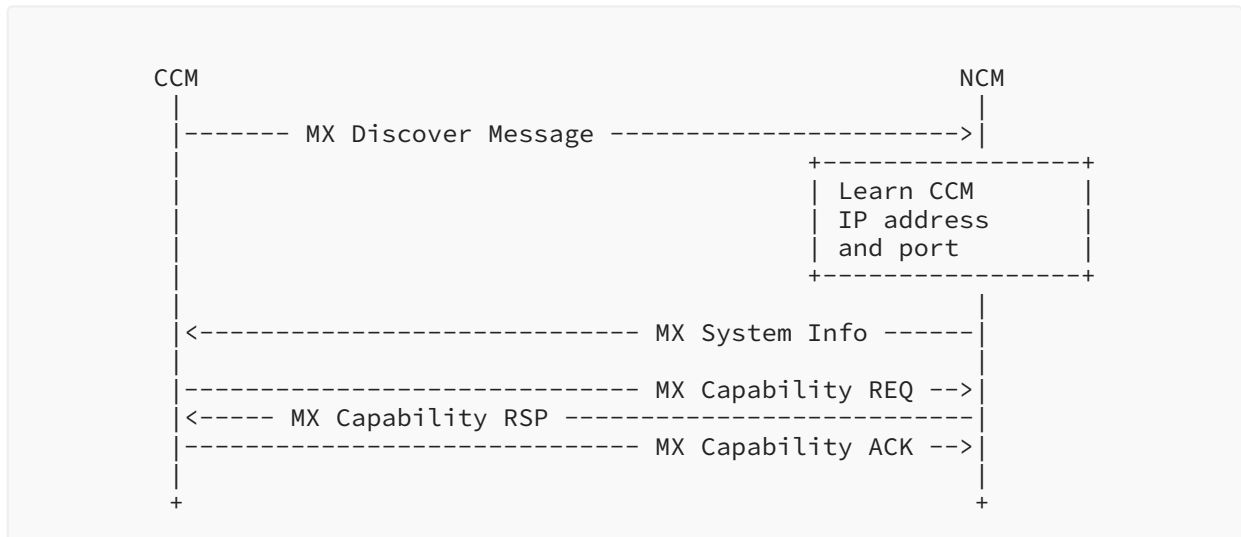 CCM NCM
MX Discover Message
Learn CCM
IP address
and port
MX System Info
MX Capability REQ
MX Capability RSP
MX Capability ACK